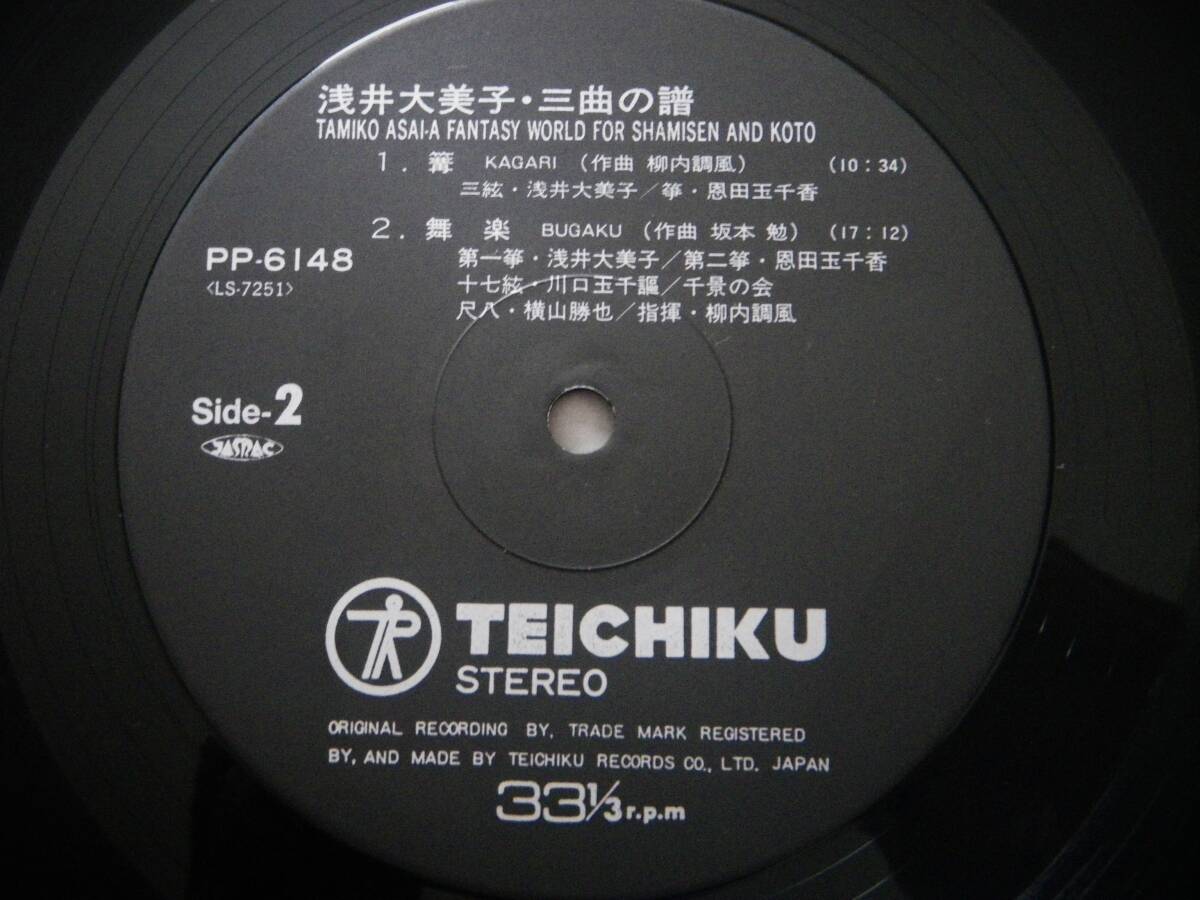 浅井大美子・三曲の譜
TAMIKO ASAI-A FANTASY WORLD FOR SHAMISEN AND KOTO
1. 篝 KAGARI (作曲 柳内調風) (10:34)
三絃・浅井大美子/箏・恩田玉千香
2. 舞楽 BUGAKU (作曲 坂本 勉) (17:12)
PP-6148
第一箏・浅井大美子/第二箏・恩田玉千香
<LS-7251>
十七絃・川口玉千謳/千景の会
尺八・横山勝也/指揮・柳内調風
Side-2
JASRAC
TEICHIKU
STEREO
ORIGINAL RECORDING BY, TRADE MARK REGISTERED
BY, AND MADE BY TEICHIKU RECORDS CO., LTD. JAPAN
33 1/3 r.p.m